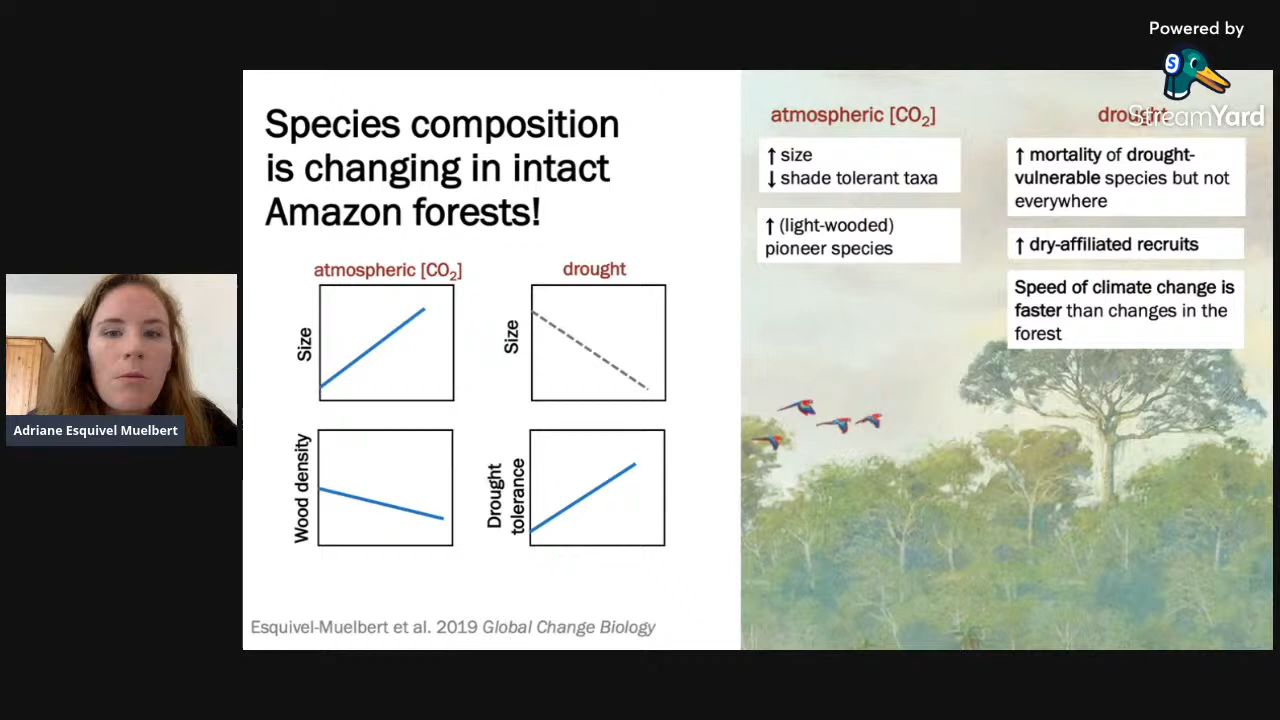 Powered by
S
StreamYard
Species composition
is changing in intact
Amazon forests!
atmospheric [CO₂]
Size
drought
Size
Wood density
Drought
tolerance
Esquivel-Muelbert et al. 2019 Global Change Biology
atmospheric [CO₂]
↑ size
↓ shade tolerant taxa
↑ (light-wooded)
pioneer species
drought
↑ mortality of drought-
vulnerable species but not
everywhere
↑ dry-affiliated recruits
Speed of climate change is
faster than changes in the
forest
Adriane Esquivel Muelbert